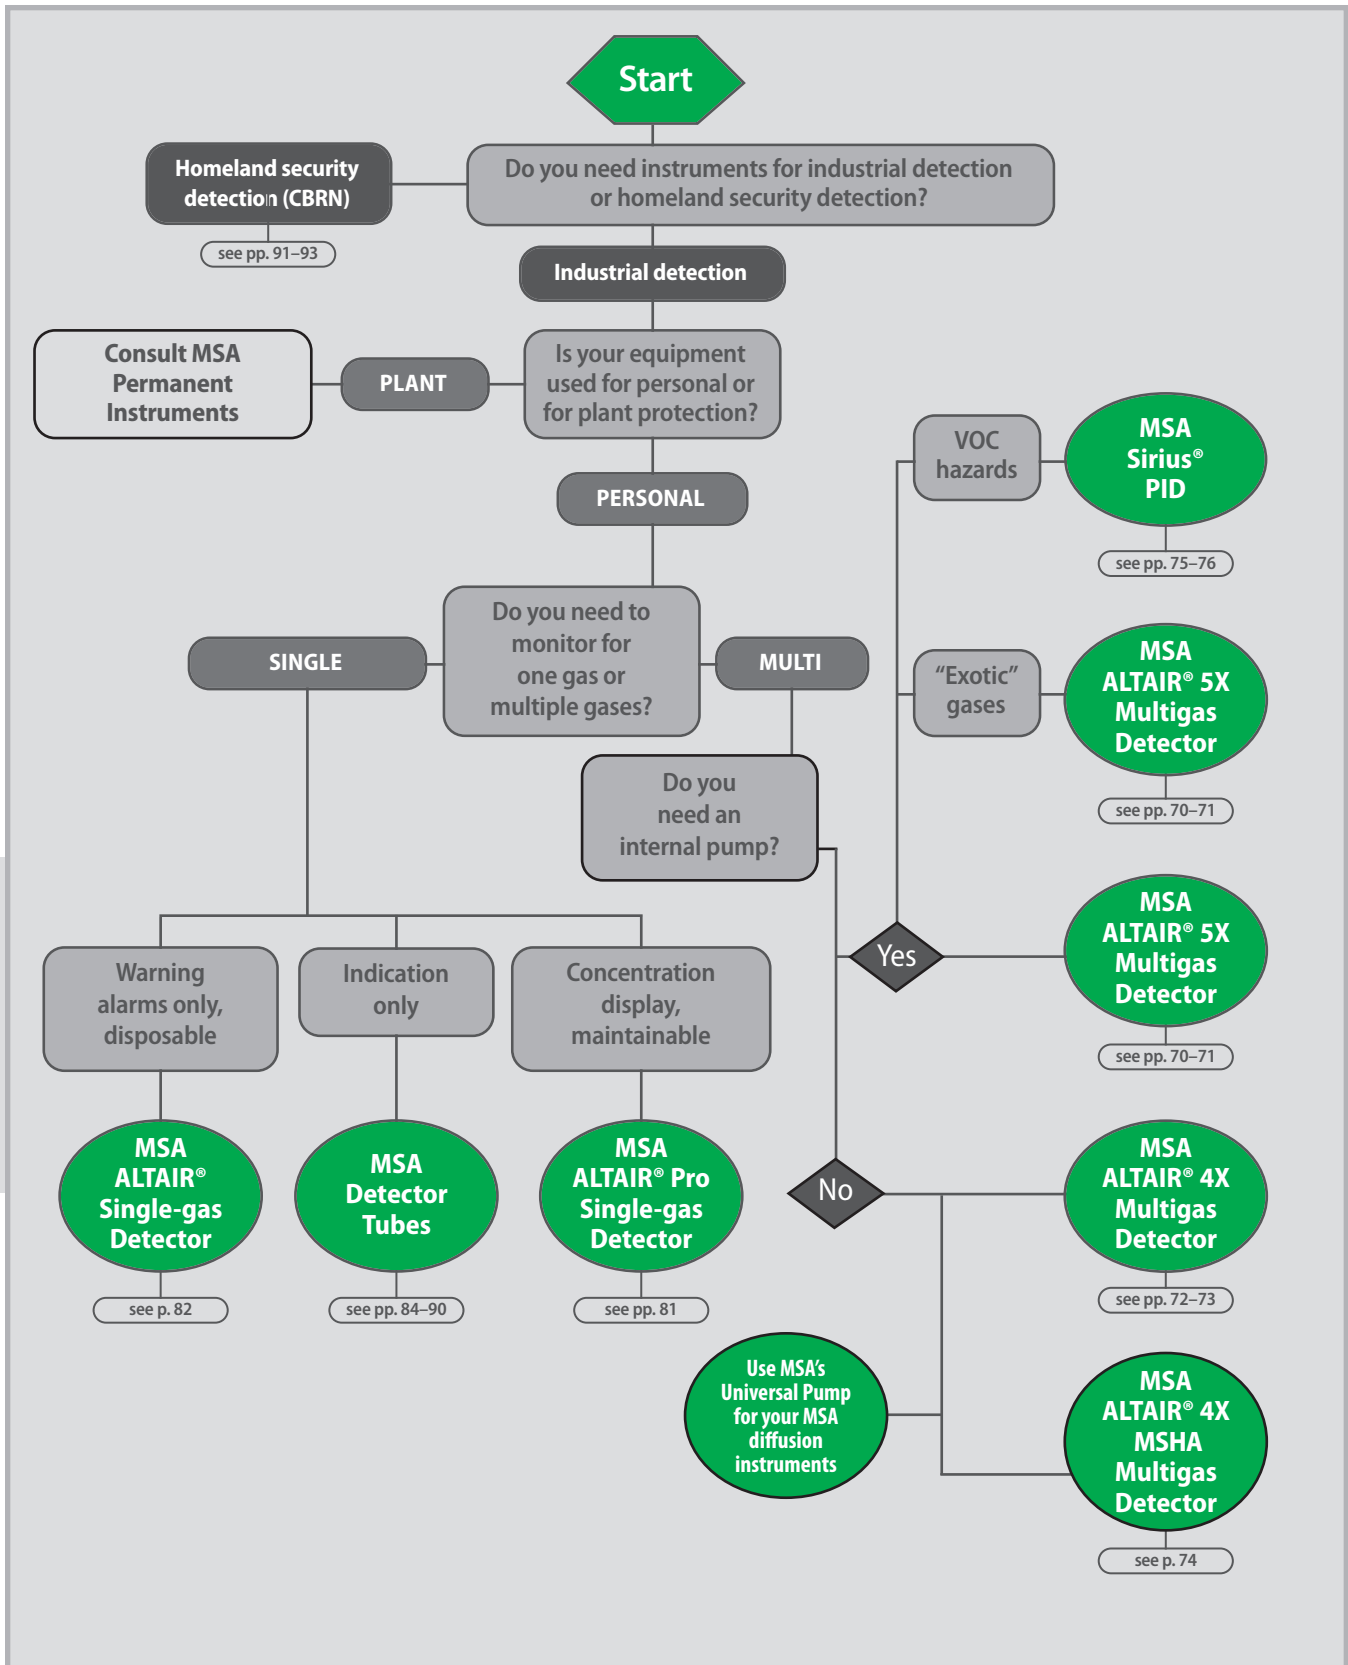 Start
Homeland security
detection (CBRN)
see pp. 91–93
Do you need instruments for industrial detection
or homeland security detection?
Industrial detection
Consult MSA
Permanent
Instruments
PLANT
Is your equipment
used for personal or
for plant protection?
PERSONAL
VOC
hazards
MSA
Sirius®
PID
see pp. 75–76
SINGLE
Do you need to
monitor for
one gas or
multiple gases?
MULTI
"Exotic"
gases
MSA
ALTAIR® 5X
Multigas
Detector
see pp. 70–71
Do you
need an
internal pump?
Yes
MSA
ALTAIR® 5X
Multigas
Detector
see pp. 70–71
Warning
alarms only,
disposable
Indication
only
Concentration
display,
maintainable
MSA
ALTAIR®
Single-gas
Detector
see p. 82
MSA
Detector
Tubes
see pp. 84–90
MSA
ALTAIR® Pro
Single-gas
Detector
see pp. 81
No
MSA
ALTAIR® 4X
Multigas
Detector
see pp. 72–73
Use MSA's
Universal Pump
for your MSA
diffusion
instruments
MSA
ALTAIR® 4X
MSHA
Multigas
Detector
see p. 74